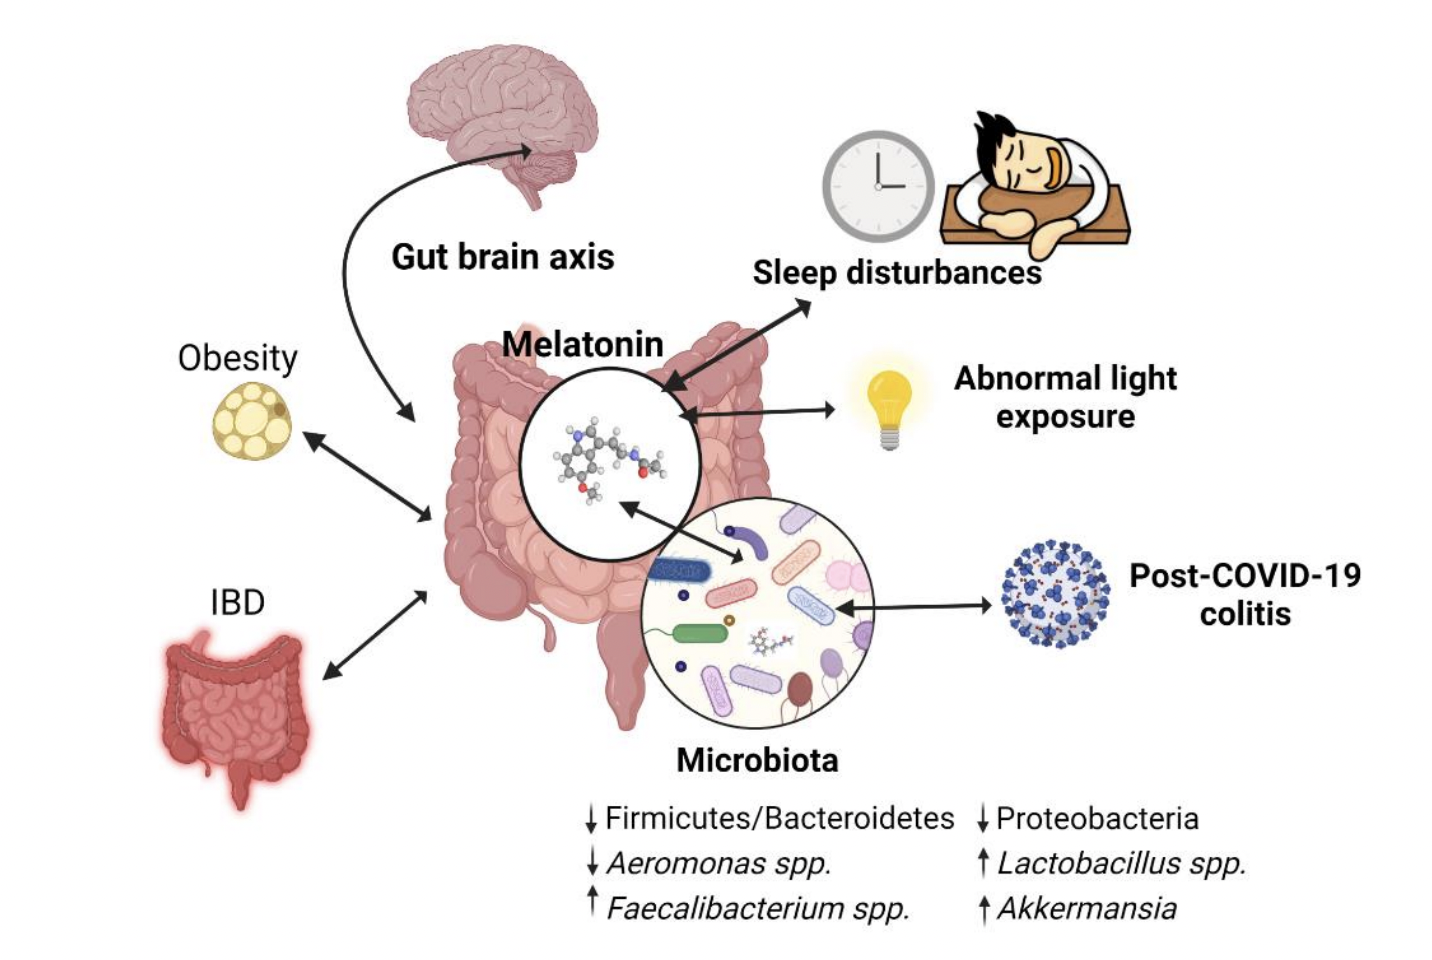 Gut brain axis
Sleep disturbances
Melatonin
Obesity
Abnormal light
exposure
IBD
Post-COVID-19
colitis
Microbiota
↓ Firmicutes/Bacteroidetes ↓ Proteobacteria
↓ Aeromonas spp. ↑ Lactobacillus spp.
↑ Faecalibacterium spp. ↑ Akkermansia